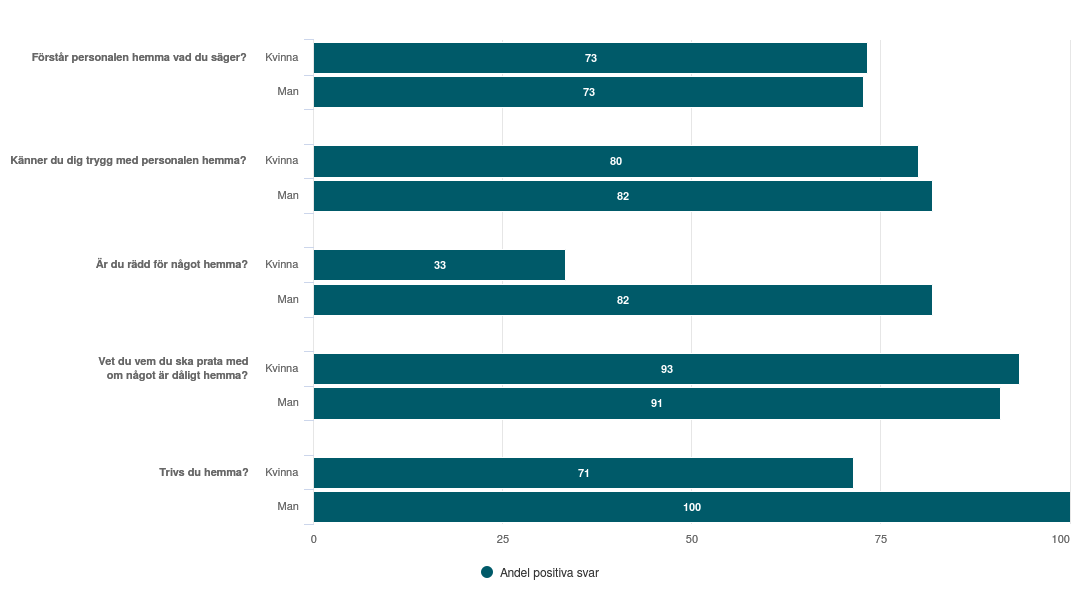 Förstår personalen hemma vad du säger?
Kvinna
73
Man
73
Känner du dig trygg med personalen hemma?
Kvinna
80
Man
82
Är du rädd för något hemma?
Kvinna
33
Man
82
Vet du vem du ska prata med
om något är dåligt hemma?
Kvinna
93
Man
91
Trivs du hemma?
Kvinna
71
Man
100
0
25
50
75
100
Andel positiva svar